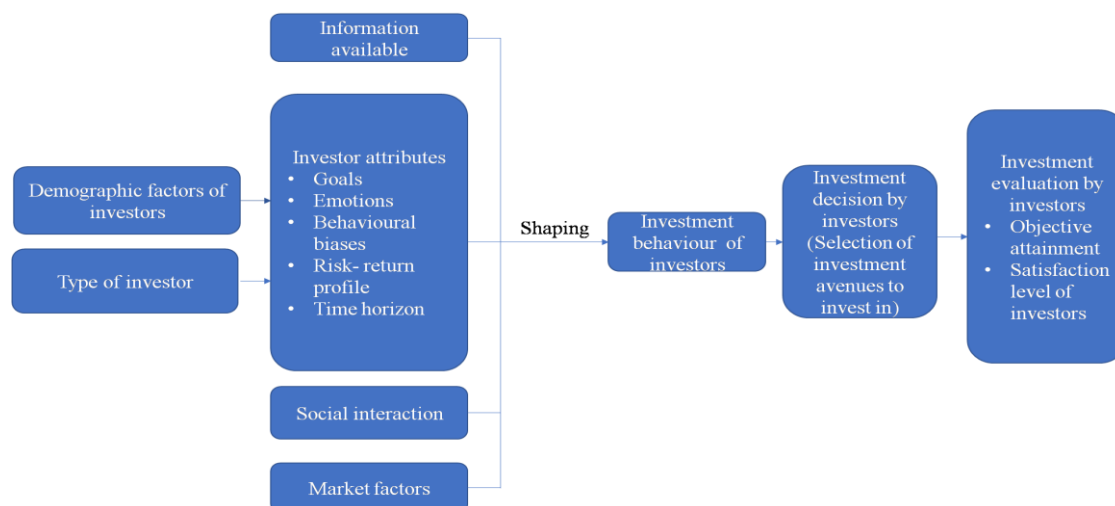 Information
available
Demographic factors of
investors
Type of investor
Investor attributes
• Goals
• Emotions
• Behavioural
biases
• Risk- return
profile
• Time horizon
Social interaction
Market factors
Shaping
Investment
behaviour of
investors
Investment
decision by
investors
(Selection of
investment
avenues to
invest in)
Investment
evaluation by
investors
• Objective
attainment
• Satisfaction
level of
investors